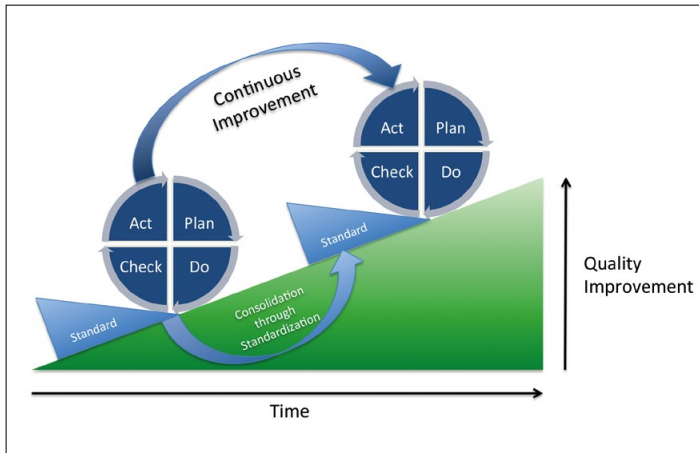 Continuous
Improvement
Act Plan
Check Do
Act Plan
Check Do
Standard
Standard
Consolidation
through
Standardization
Quality
Improvement
Time